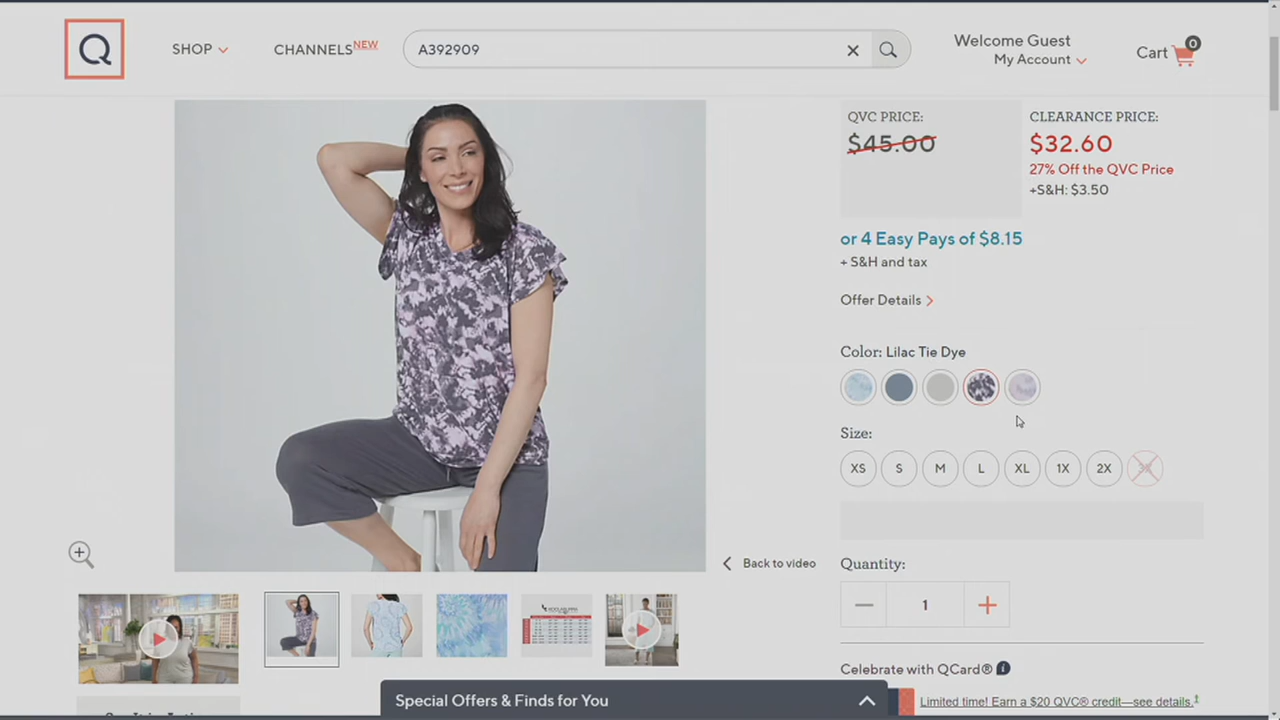 Q
SHOP
CHANNELS NEW
A392909
Welcome Guest
My Account
Cart 0
QVC PRICE:
$45.00
CLEARANCE PRICE:
$32.60
27% Off the QVC Price
+S&H: $3.50
or 4 Easy Pays of $8.15
+ S&H and tax
Offer Details
Color: Lilac Tie Dye
Size:
XS S M L XL 1X 2X
Back to video
Quantity:
1
Celebrate with QCard®
Special Offers & Finds for You
Limited time! Earn a $20 QVC® credit—see details.‡